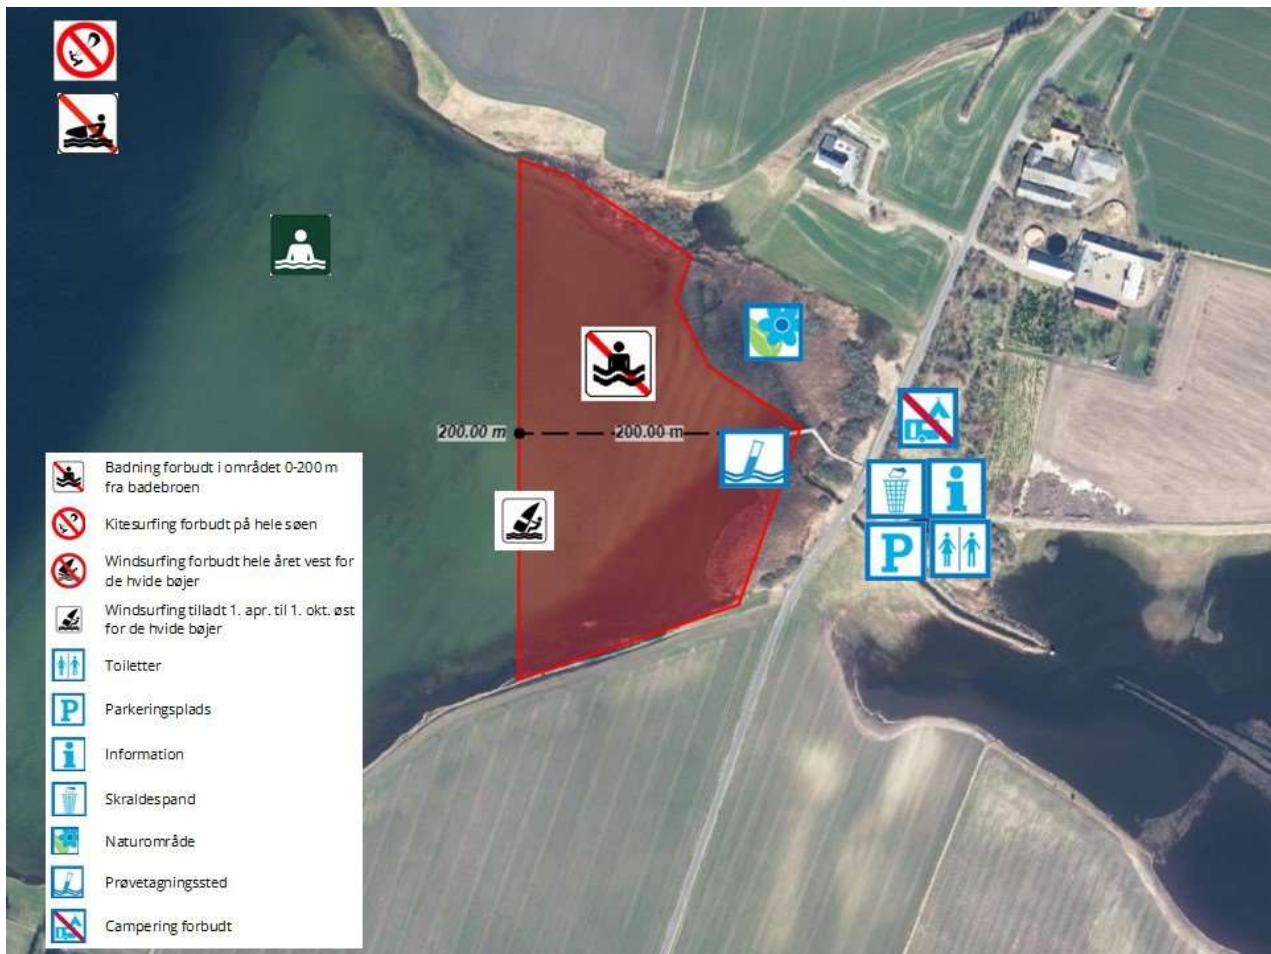 200.00 m
200.00 m
Badning forbudt i området 0-200 m
fra badebroen
Kitesurfing forbudt på hele søen
Windsurfing forbudt hele året vest for
de hvide bøjer
Windsurfing tilladt 1. apr. til 1. okt. øst
for de hvide bøjer
Toiletter
P
Parkeringsplads
i
Information
Skraldespand
Naturområde
Prøvetagningssted
Campering forbudt
i
P